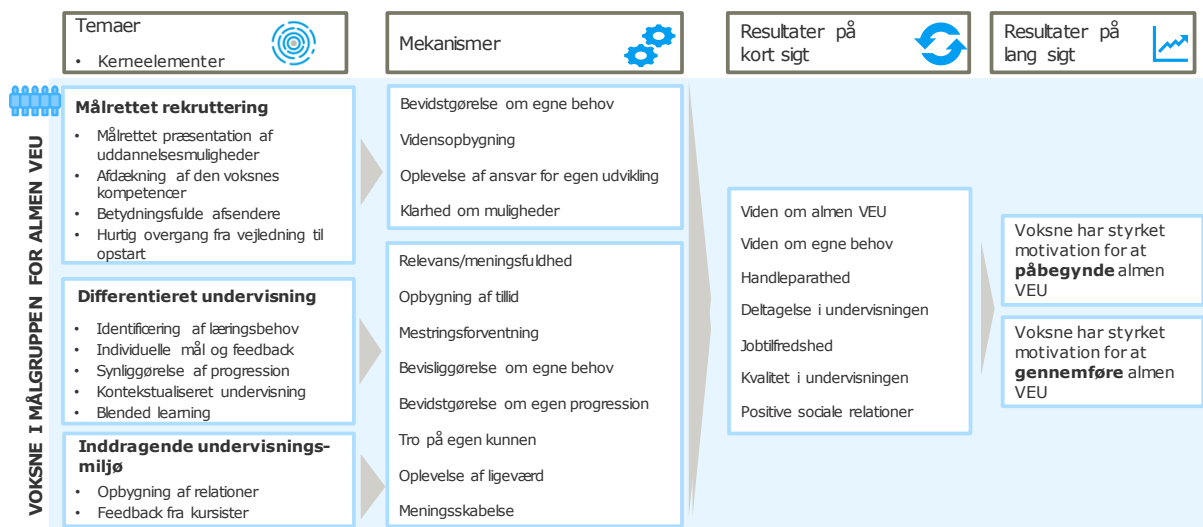 Temaer
• Kerneelementer
Mekanismer
Resultater på
kort sigt
Resultater på
lang sigt
VOKSNE I MÅLGRUPPEN FOR ALMEN VEU
Målrettet rekruttering
• Målrettet præsentation af
uddannelsesmuligheder
• Afdækning af den voksnes
kompetencer
• Betydningsfulde afsendere
• Hurtig overgang fra vejledning til
opstart
Differentieret undervisning
• Identificering af læringsbehov
• Individuelle mål og feedback
• Synliggørelse af progression
• Kontekstualiseret undervisning
• Blended learning
Inddragende undervisnings-
miljø
• Opbygning af relationer
• Feedback fra kursister
Bevidstgørelse om egne behov
Vidensopbygning
Oplevelse af ansvar for egen udvikling
Klarhed om muligheder
Relevans/meningsfuldhed
Opbygning af tillid
Mestringsforventning
Bevisliggørelse om egne behov
Bevidstgørelse om egen progression
Tro på egen kunnen
Oplevelse af ligeværd
Meningsskabelse
Viden om almen VEU
Viden om egne behov
Handleparathed
Deltagelse i undervisningen
Jobtilfredshed
Kvalitet i undervisningen
Positive sociale relationer
Voksne har styrket
motivation for at
påbegynde almen
VEU
Voksne har styrket
motivation for at
gennemføre almen
VEU